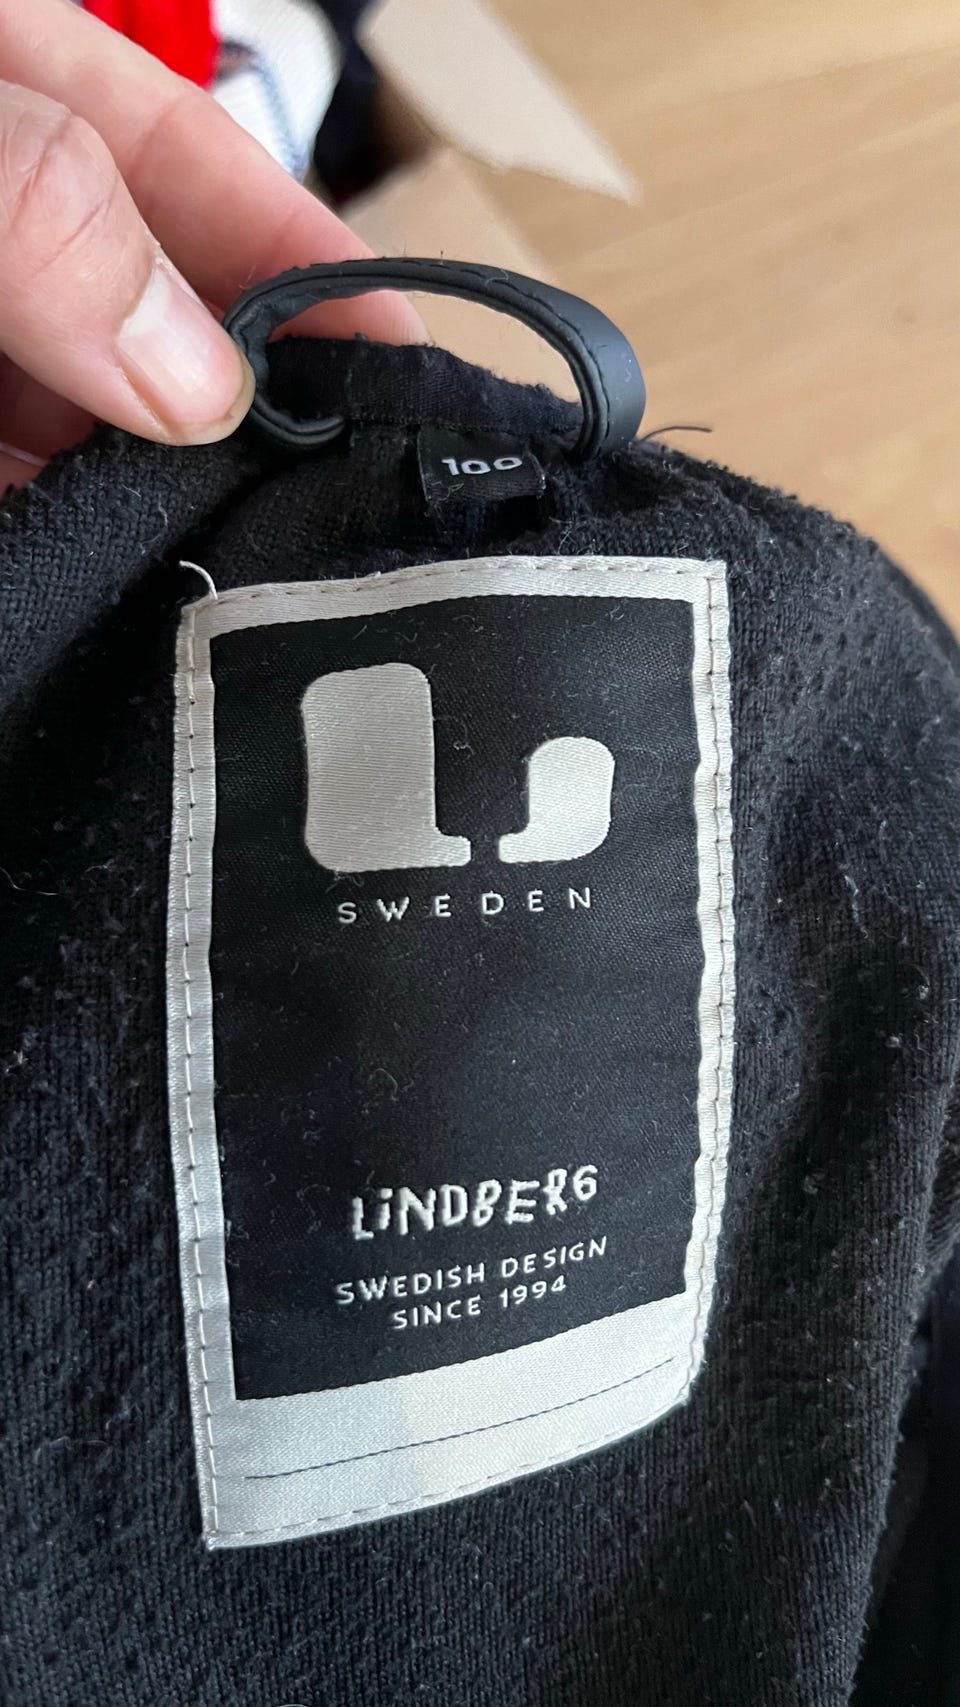 100
SWEDEN
LiNDBERG
SWEDISH DESIGN
SINCE 1994